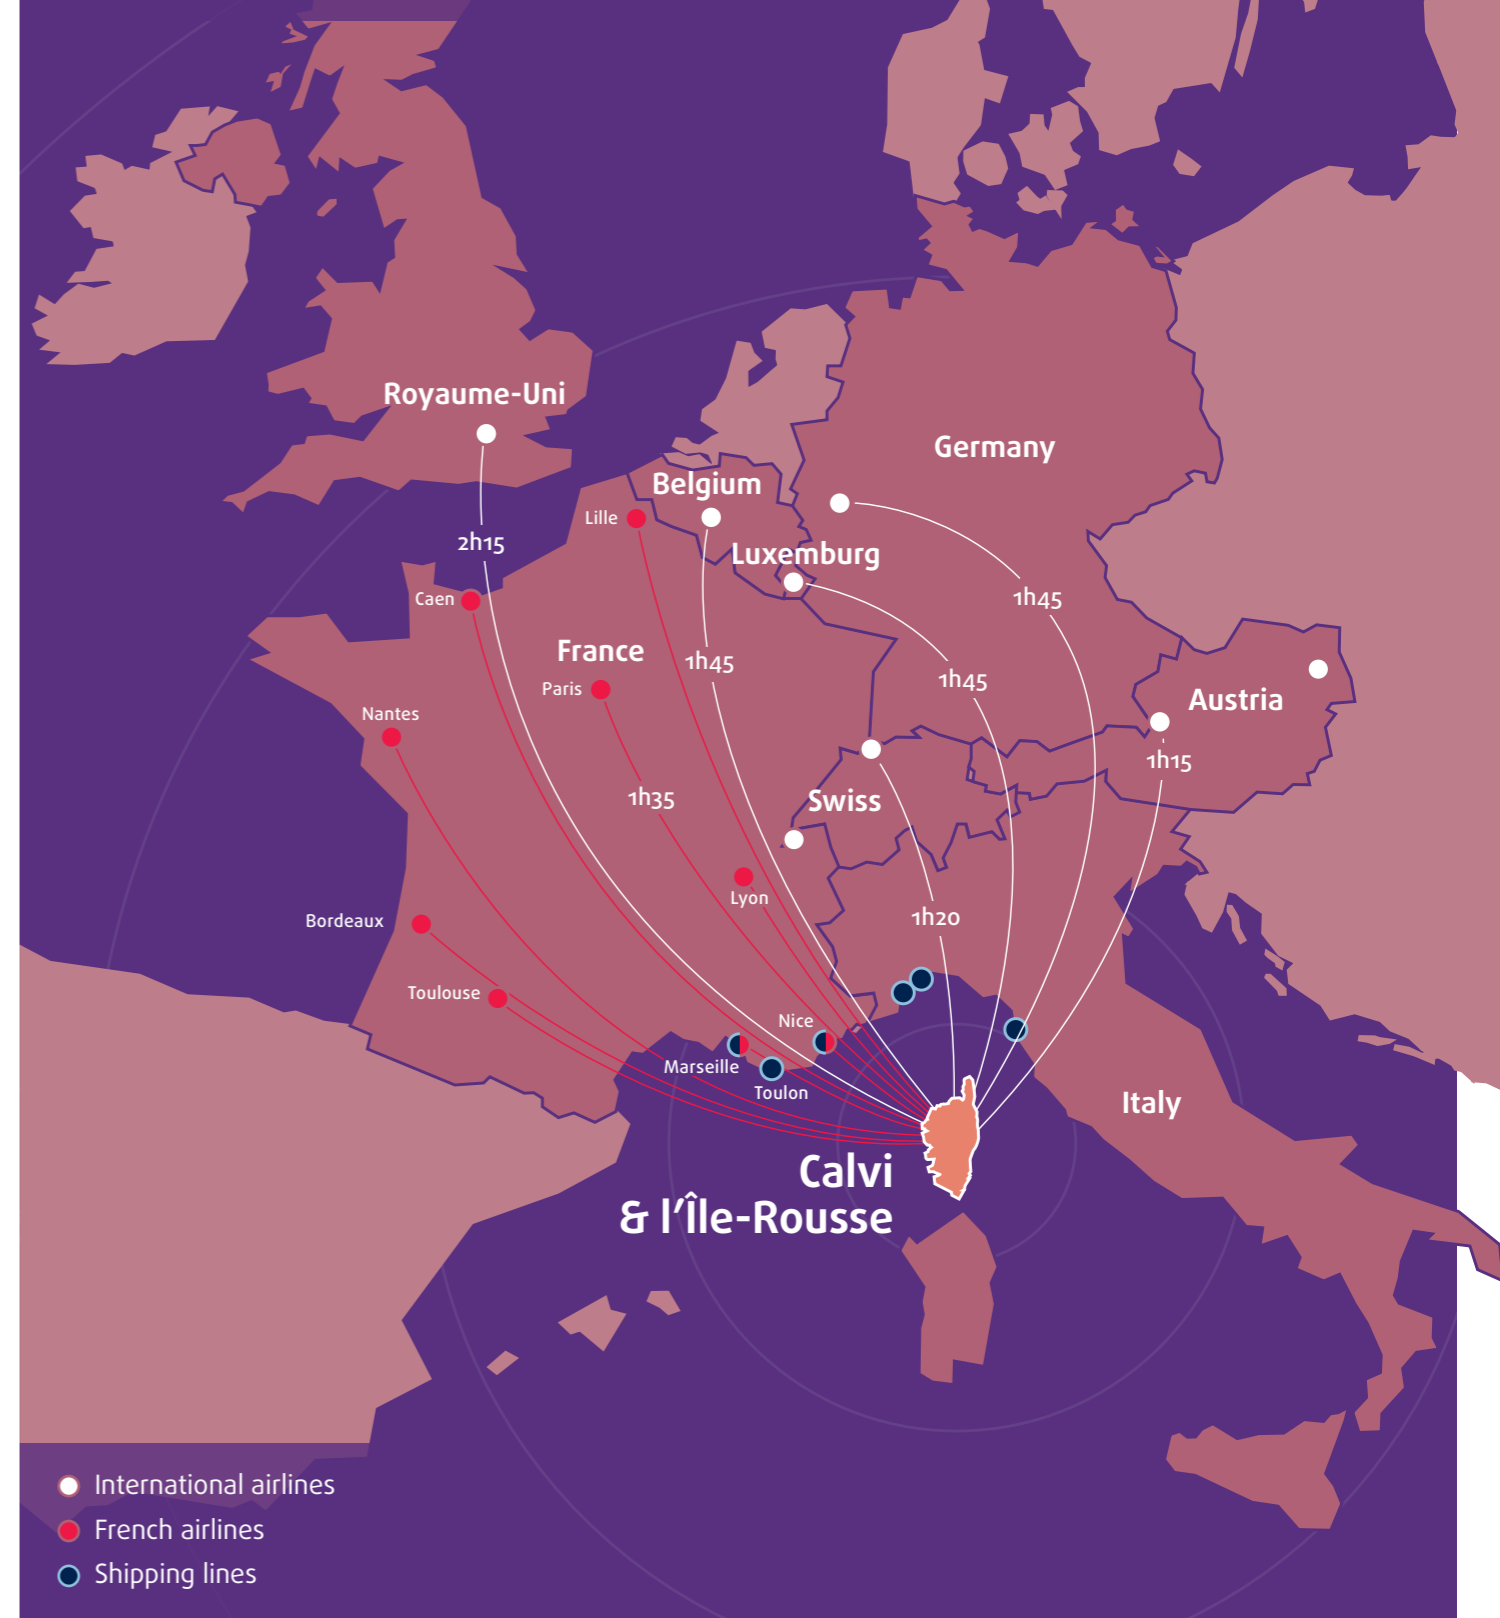 Royaume-Uni
Germany
Belgium
Lille
2h15
Luxemburg
1h45
Caen
France
1h45
1h45
Paris
Austria
Nantes
1h15
1h35
Swiss
Lyon
Bordeaux
1h20
Toulouse
Nice
Marseille
Toulon
Italy
Calvi
& l'Île-Rousse
International airlines
French airlines
Shipping lines